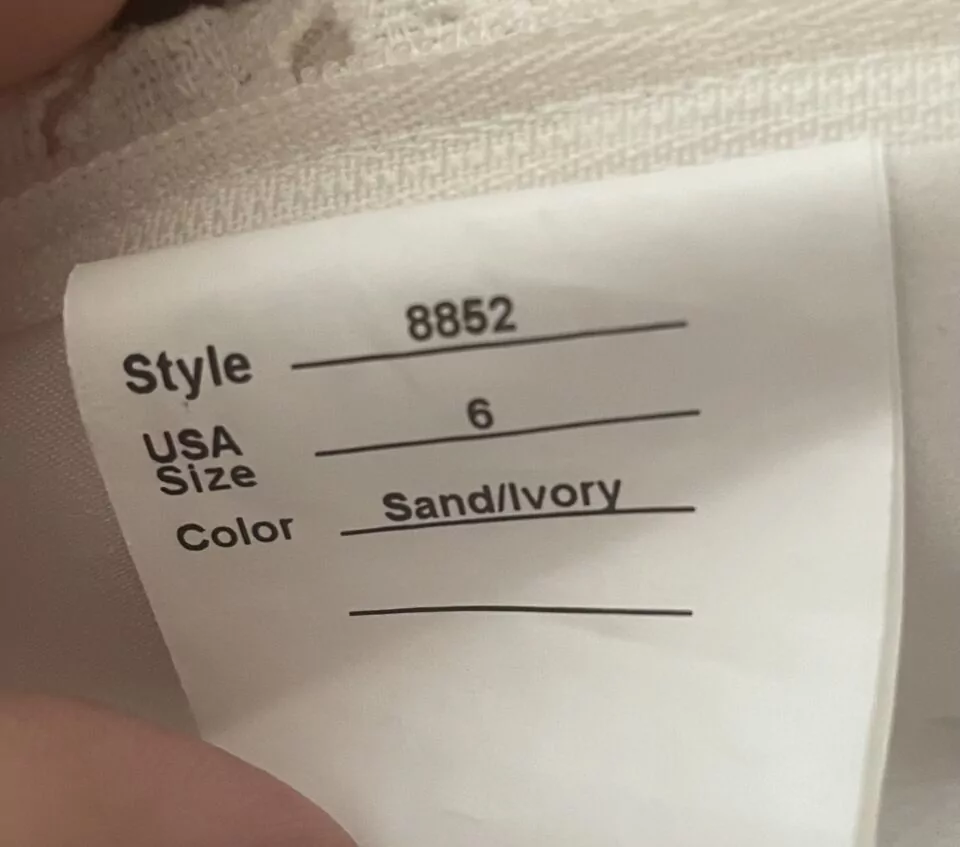 Style 8852
USA
Size 6
Color Sand/Ivory